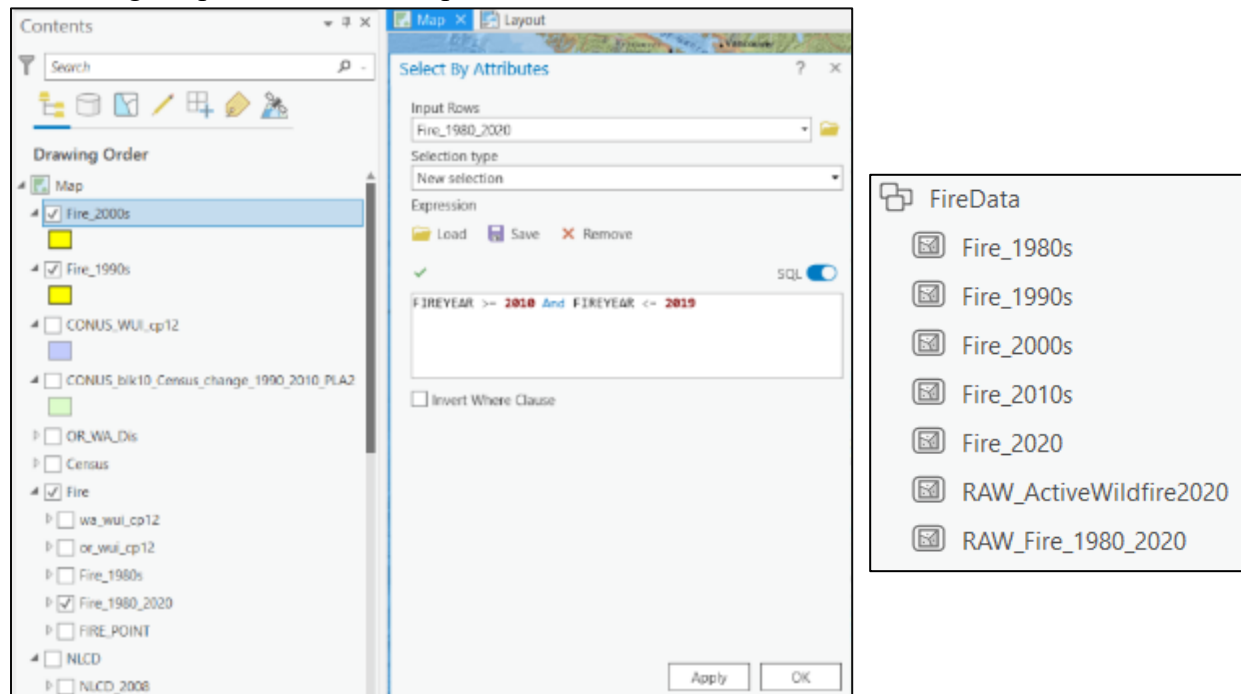 Contents
Search
Drawing Order
Map
Fire_2000s
Fire_1990s
CONUS_WUI_cp12
CONUS_blk10_Census_change_1990_2010_PLA2
OR_WA_Dis
Census
Fire
wa_wui_cp12
or_wui_cp12
Fire_1980s
Fire_1980_2020
FIRE_POINT
NLCD
NLCD_2008
Map
Layout
Select By Attributes
Input Rows
Fire_1980_2020
Selection type
New selection
Expression
Load Save Remove
SQL
FIREYEAR >= 2010 And FIREYEAR <= 2019
Invert Where Clause
Apply OK
FireData
Fire_1980s
Fire_1990s
Fire_2000s
Fire_2010s
Fire_2020
RAW_ActiveWildfire2020
RAW_Fire_1980_2020